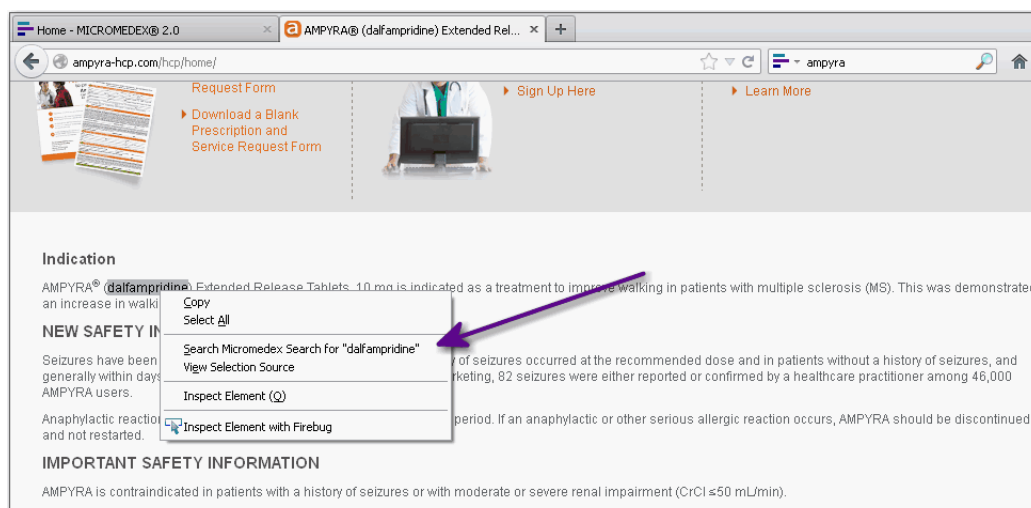 Home - MICROMEDEX® 2.0
AMPYRA® (dalfampridine) Extended Rel...
ampyra-hcp.com/hcp/home/
ampyra
Request Form
Download a Blank
Prescription and
Service Request Form
Sign Up Here
Learn More
Indication
AMPYRA® (dalfampridine) Extended Release Tablets, 10 mg is indicated as a treatment to improve walking in patients with multiple sclerosis (MS). This was demonstrated
an increase in walki
Copy
Select All
NEW SAFETY IN
Search Micromedex Search for "dalfampridine"
Seizures have been y of seizures occurred at the recommended dose and in patients without a history of seizures, and
View Selection Source
generally within days rketing, 82 seizures were either reported or confirmed by a healthcare practitioner among 46,000
AMPYRA users.
Inspect Element (Q)
Anaphylactic reaction period. If an anaphylactic or other serious allergic reaction occurs, AMPYRA should be discontinued
Inspect Element with Firebug
and not restarted.
IMPORTANT SAFETY INFORMATION
AMPYRA is contraindicated in patients with a history of seizures or with moderate or severe renal impairment (CrCl ≤50 mL/min).